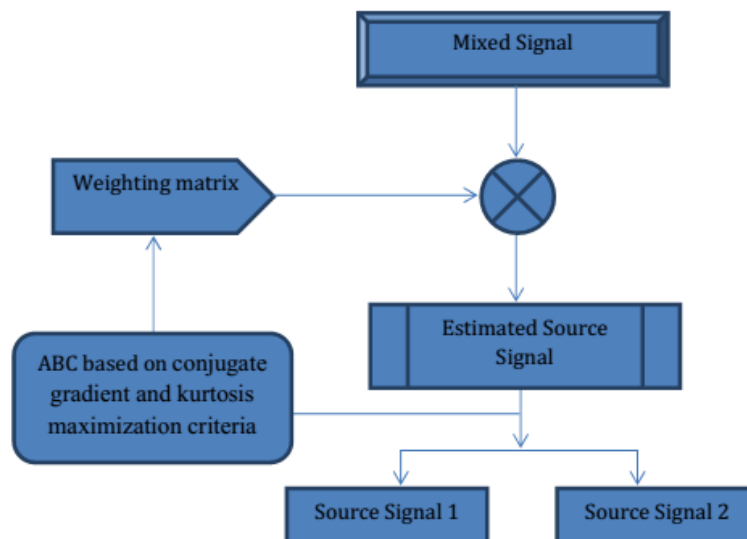 Mixed Signal
Weighting matrix
Estimated Source
Signal
ABC based on conjugate
gradient and kurtosis
maximization criteria
Source Signal 1
Source Signal 2